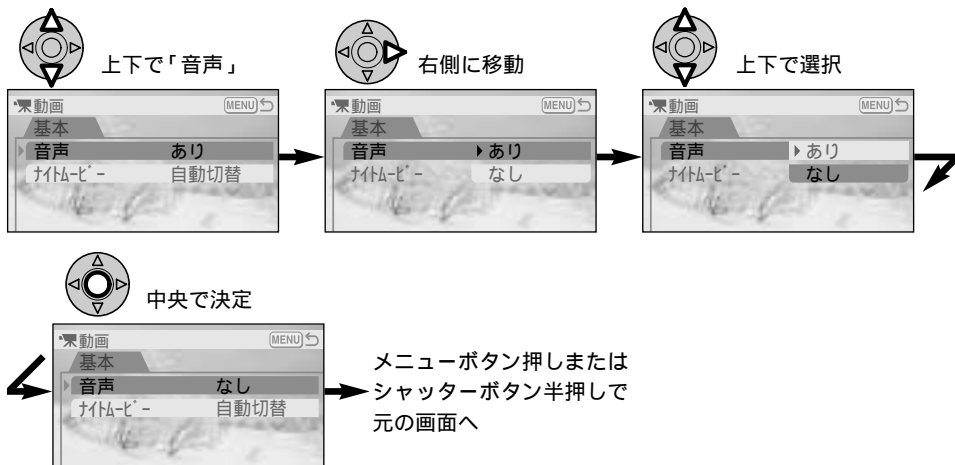 上下で「音声」
動画 MENU
基本
音声 あり
ﾅｲﾄﾑｰﾋﾞｰ 自動切替
右側に移動
動画 MENU
基本
音声 あり
ﾅｲﾄﾑｰﾋﾞｰ なし
上下で選択
動画 MENU
基本
音声 あり
ﾅｲﾄﾑｰﾋﾞｰ なし
中央で決定
動画 MENU
基本
音声 なし
ﾅｲﾄﾑｰﾋﾞｰ 自動切替
メニューボタン押しまたは
シャッターボタン半押しで
元の画面へ